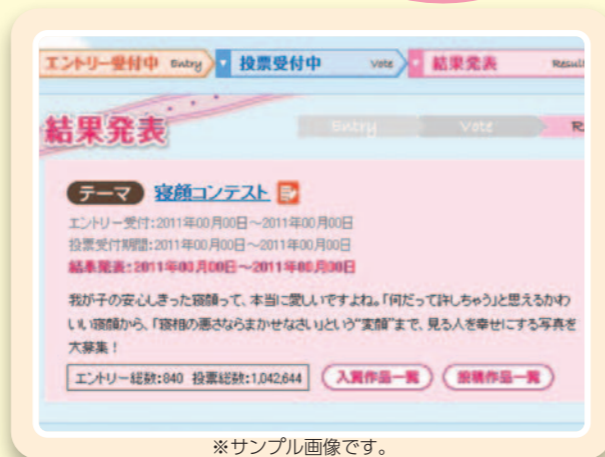 エントリー受付中 Entry 投票受付中 Vote 結果発表 Resul
結果発表 Entry Vote R
テーマ 寝顔コンテスト
エントリー受付:2011年00月00日～2011年00月00日
投票受付期間:2011年00月00日～2011年00月00日
結果発表:2011年00月00日～2011年00月00日
我が子の安心しきった寝顔って、本当に愛しいですよね。「何だって許しちゃう」と思えるかわ
いい寝顔から、「寝相の悪さならまかせなさい」という“変顔”まで、見る人を幸せにする写真を
大募集！
エントリー総数:840 投票総数:1,042,644 入賞作品一覧 投稿作品一覧
※サンプル画像です。